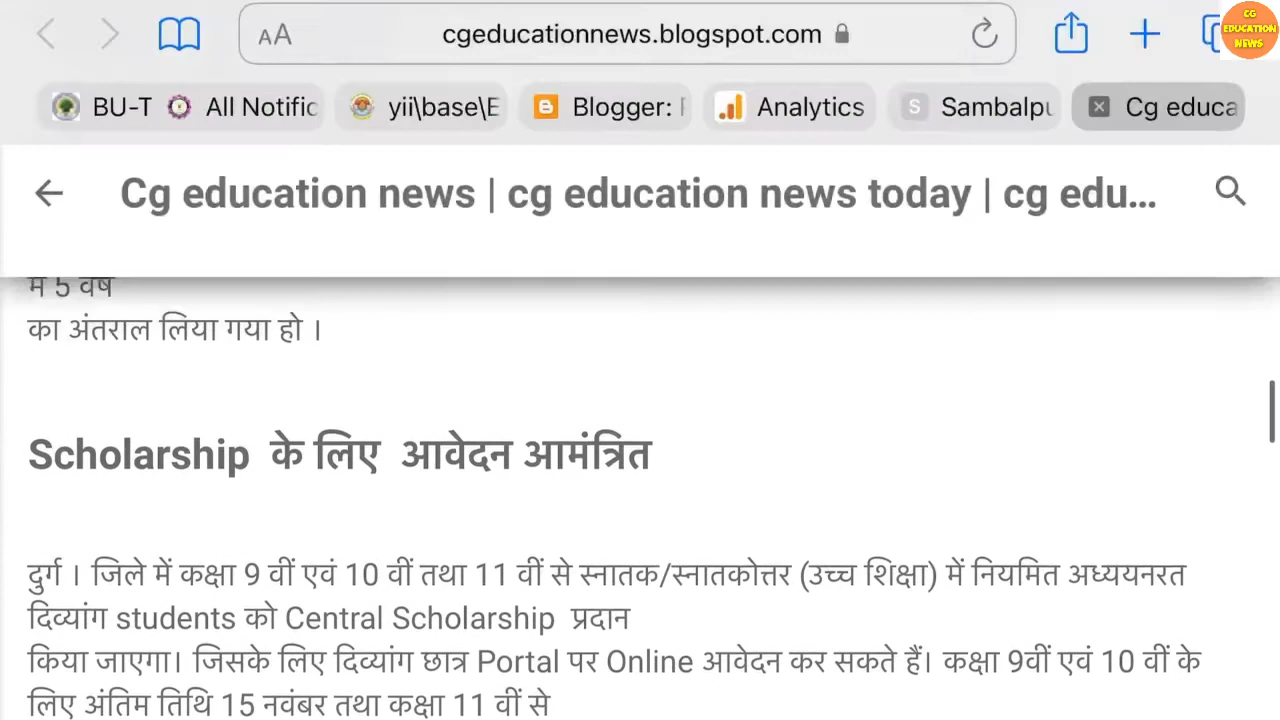 AA cgeducationnews.blogspot.com
CG
EDUCATION
NEWS
BU-T All Notific yii\base\E Blogger: Analytics S Sambalpu Cg educa
Cg education news | cg education news today | cg edu...
में 5 वर्ष
का अंतराल लिया गया हो ।
Scholarship के लिए आवेदन आमंत्रित
दुर्ग । जिले में कक्षा 9 वीं एवं 10 वीं तथा 11 वीं से स्नातक/स्नातकोत्तर (उच्च शिक्षा) में नियमित अध्ययनरत
दिव्यांग students को Central Scholarship प्रदान
किया जाएगा। जिसके लिए दिव्यांग छात्र Portal पर Online आवेदन कर सकते हैं। कक्षा 9वीं एवं 10 वीं के
लिए अंतिम तिथि 15 नवंबर तथा कक्षा 11 वीं से